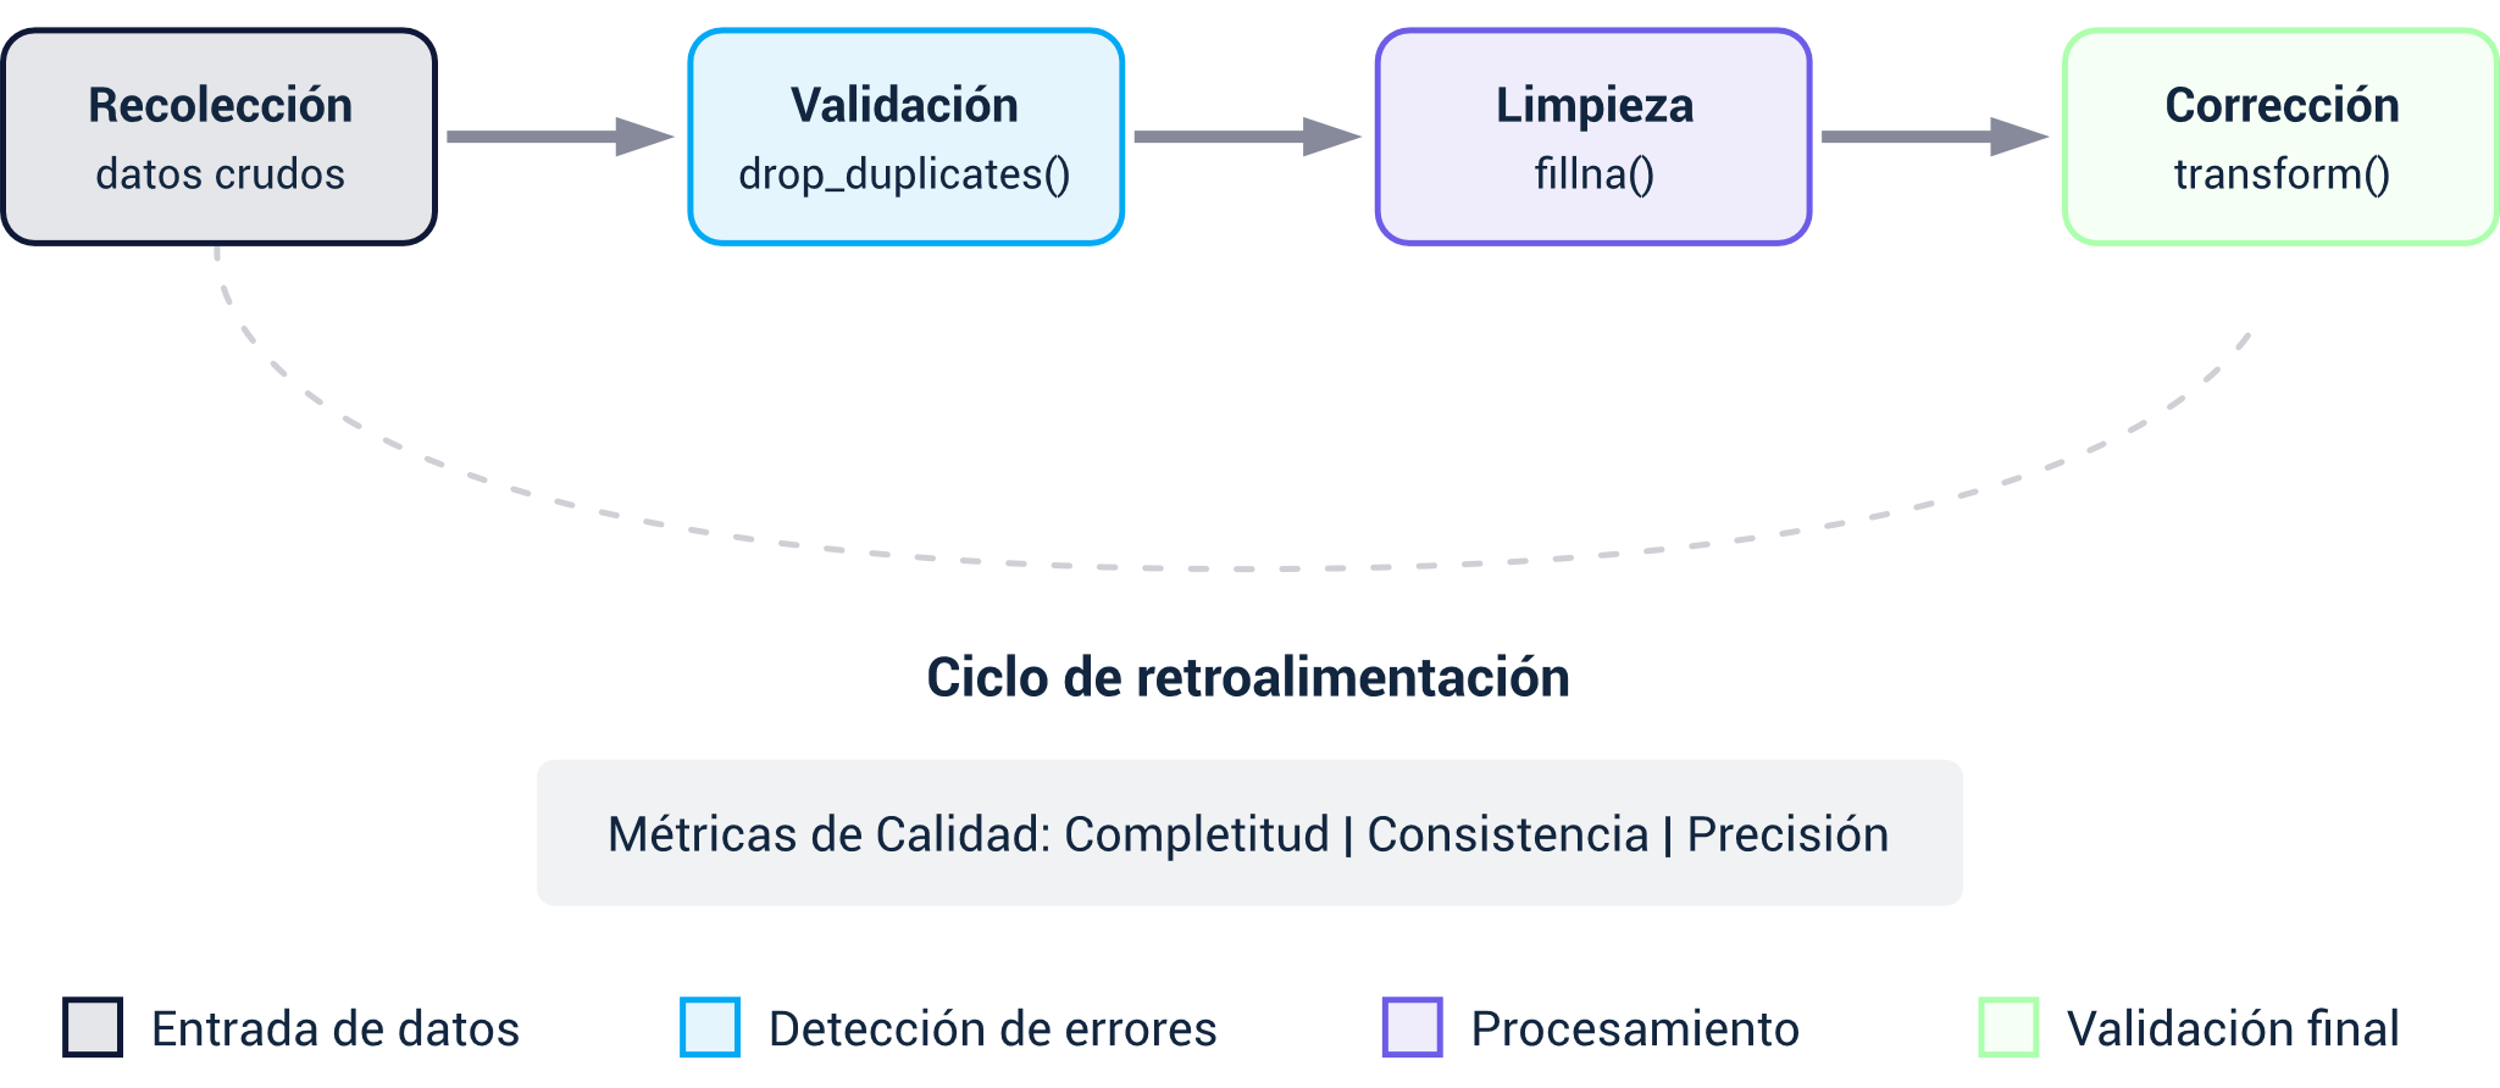 Recolección
datos crudos
Validación
drop_duplicates()
Limpieza
fillna()
Corrección
transform()
Ciclo de retroalimentación
Métricas de Calidad: Completitud | Consistencia | Precisión
Entrada de datos
Detección de errores
Procesamiento
Validación final